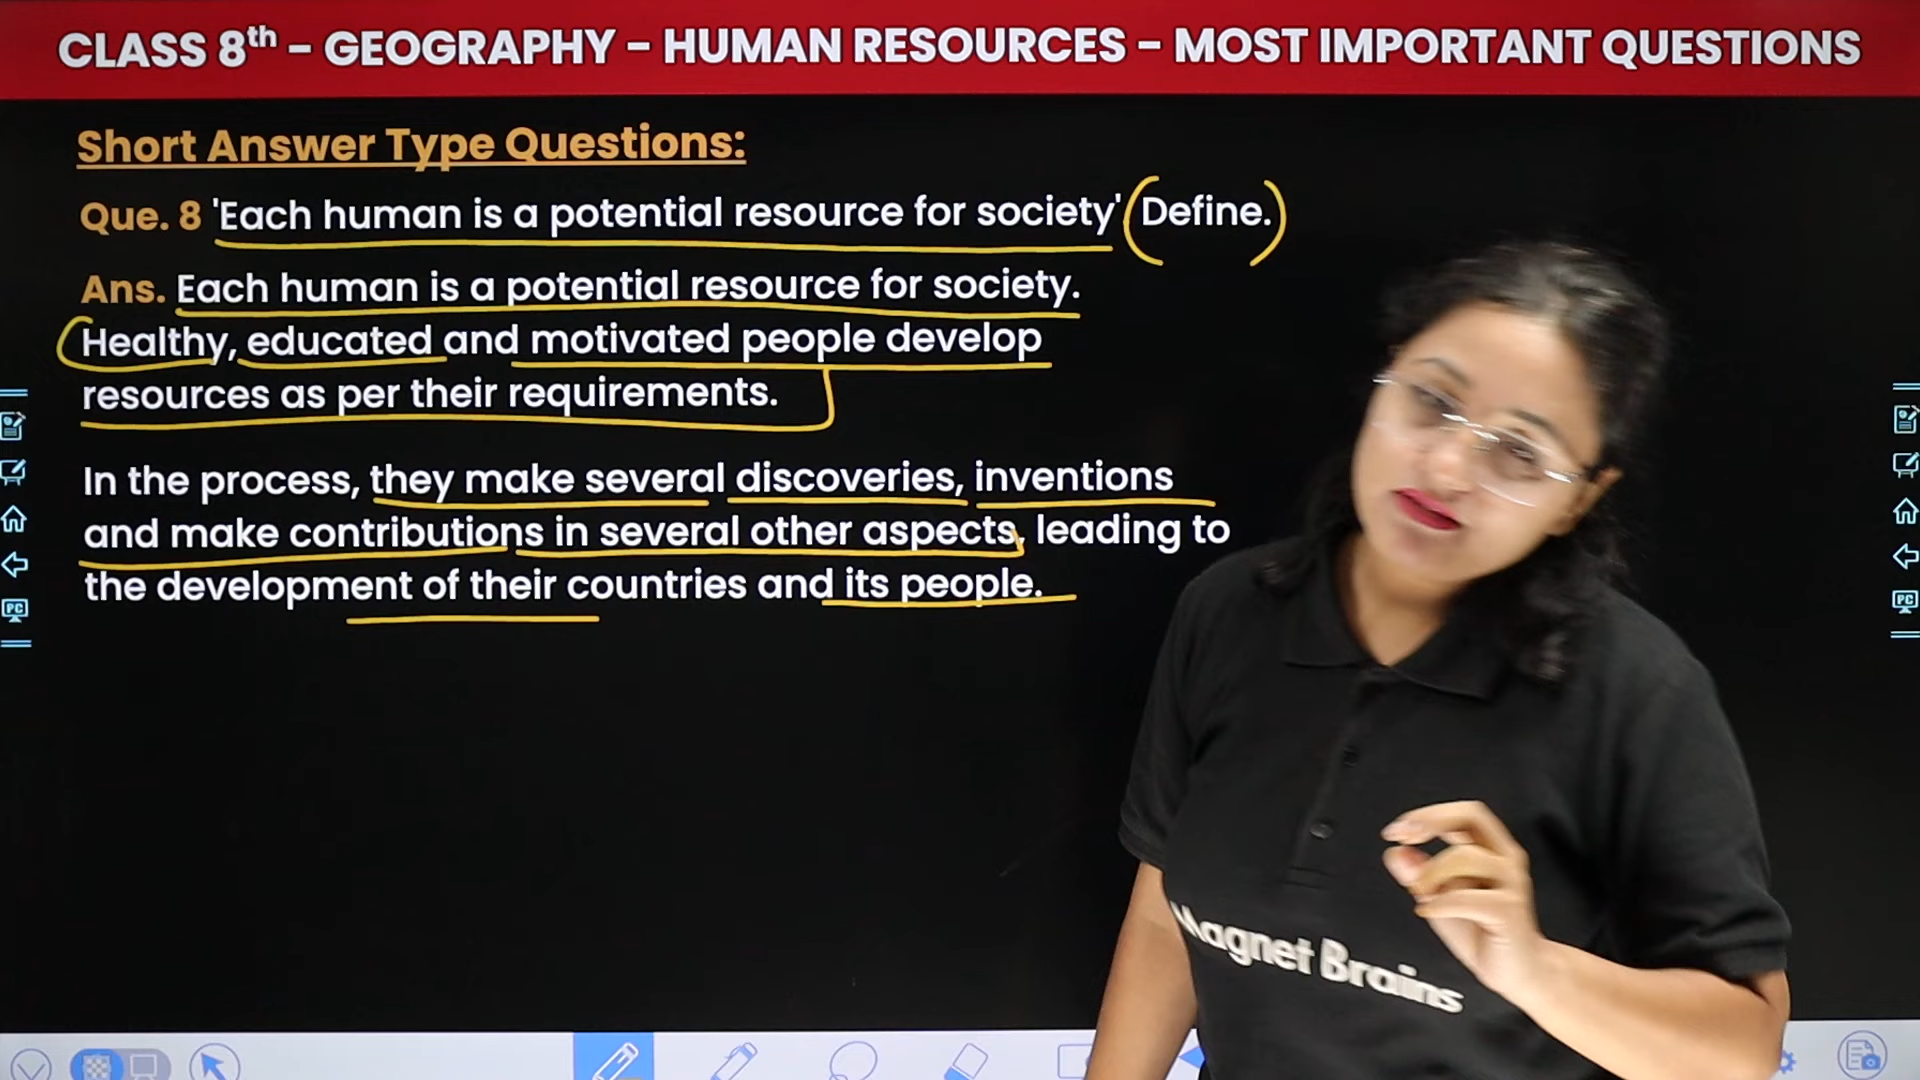 CLASS 8th – GEOGRAPHY – HUMAN RESOURCES – MOST IMPORTANT QUESTIONS
Short Answer Type Questions:
Que. 8 'Each human is a potential resource for society' (Define.)
Ans. Each human is a potential resource for society.
Healthy, educated and motivated people develop
resources as per their requirements.
In the process, they make several discoveries, inventions
and make contributions in several other aspects, leading to
the development of their countries and its people.
PC
PC
Magnet Brains